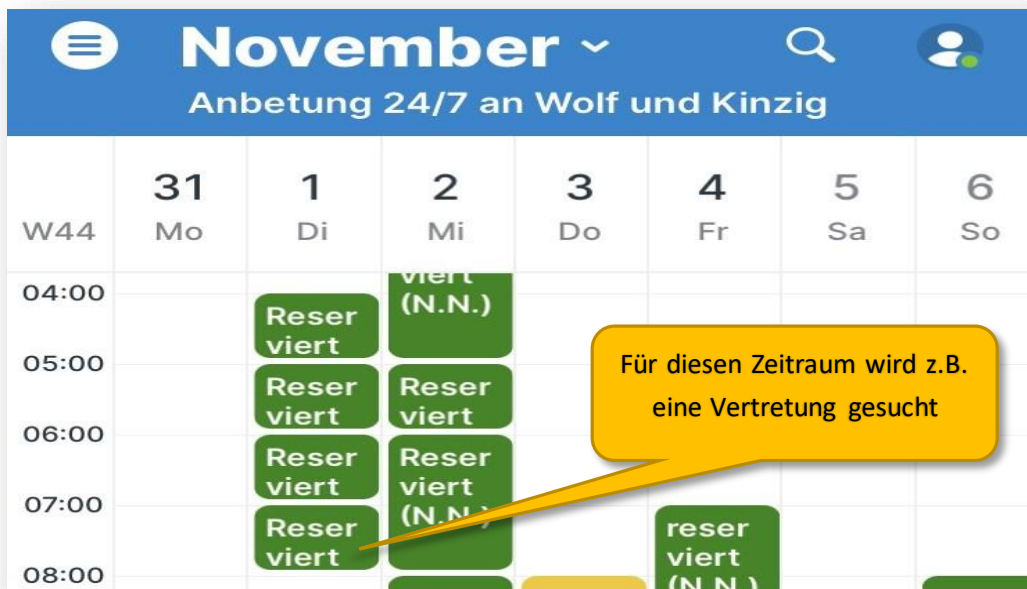 November
Anbetung 24/7 an Wolf und Kinzig
31 1 2 3 4 5 6
W44 Mo Di Mi Do Fr Sa So
viert
(N.N.)
04:00
Reser
viert
05:00
Reser
viert
Reser
viert
Für diesen Zeitraum wird z.B.
eine Vertretung gesucht
06:00
Reser
viert
Reser
viert
(N.N.)
07:00
Reser
viert
reser
viert
(N.N.)
08:00